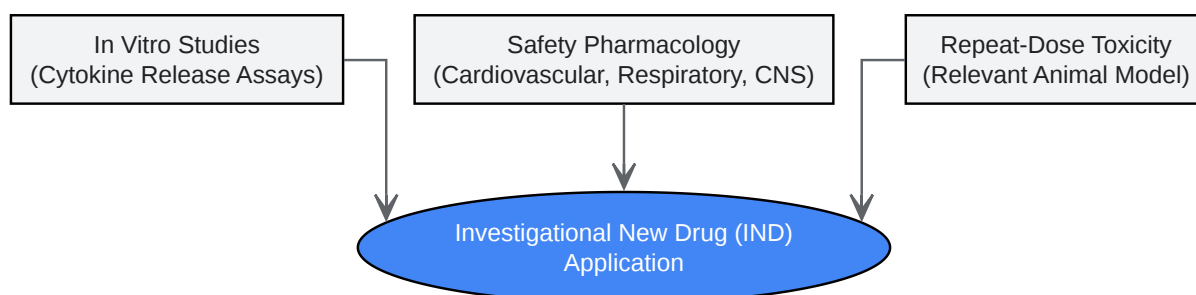 In Vitro Studies
(Cytokine Release Assays)
Safety Pharmacology
(Cardiovascular, Respiratory, CNS)
Repeat-Dose Toxicity
(Relevant Animal Model)
Investigational New Drug (IND)
Application